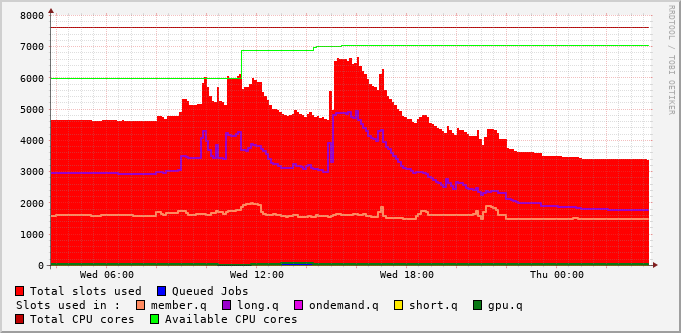 8000
7000
6000
5000
4000
3000
2000
1000
0
Wed 06:00 Wed 12:00 Wed 18:00 Thu 00:00
RRDTOOL / TOBI OETIKER
Total slots used Queued Jobs
Slots used in : member.q long.q ondemand.q short.q gpu.q
Total CPU cores Available CPU cores